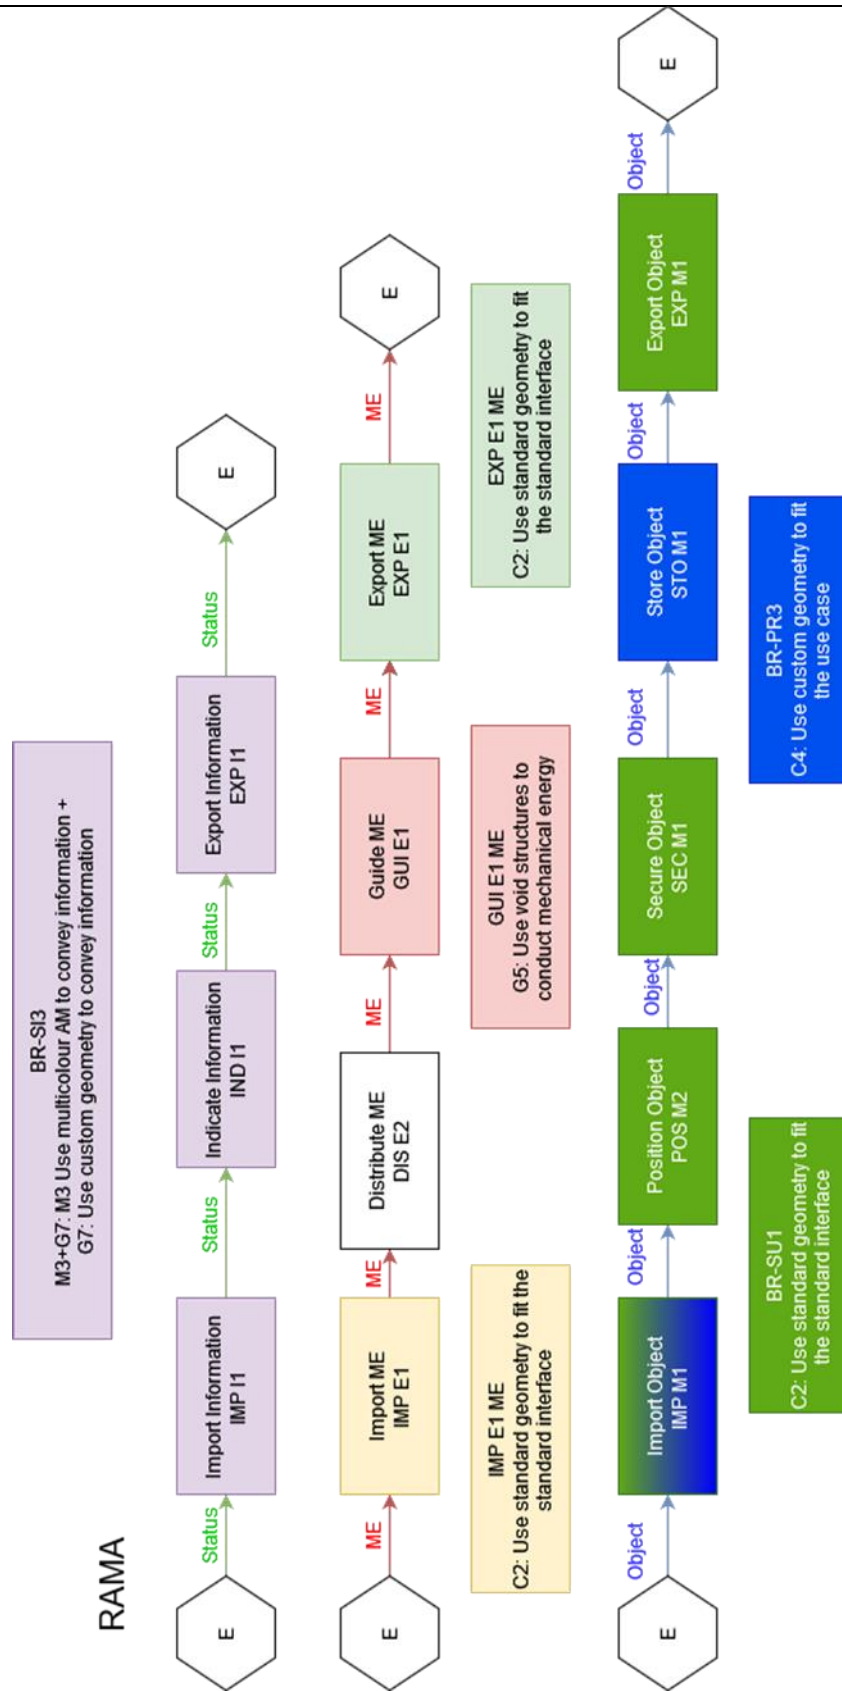 RAMA
BR-SI3
M3+G7: M3 Use multicolour AM to convey information +
G7: Use custom geometry to convey information
E
Status
Import Information
IMP I1
Status
Indicate Information
IND I1
Status
Export Information
EXP I1
Status
E
E
ME
Import ME
IMP E1
ME
Distribute ME
DIS E2
ME
Guide ME
GUI E1
ME
Export ME
EXP E1
ME
E
IMP E1 ME
C2: Use standard geometry to fit the
standard interface
GUI E1 ME
G5: Use void structures to
conduct mechanical energy
EXP E1 ME
C2: Use standard geometry to fit
the standard interface
E
Object
Import Object
IMP M1
Object
Position Object
POS M2
Object
Secure Object
SEC M1
Object
Store Object
STO M1
Object
Export Object
EXP M1
Object
E
BR-SU1
C2: Use standard geometry to fit
the standard interface
BR-PR3
C4: Use custom geometry to fit
the use case